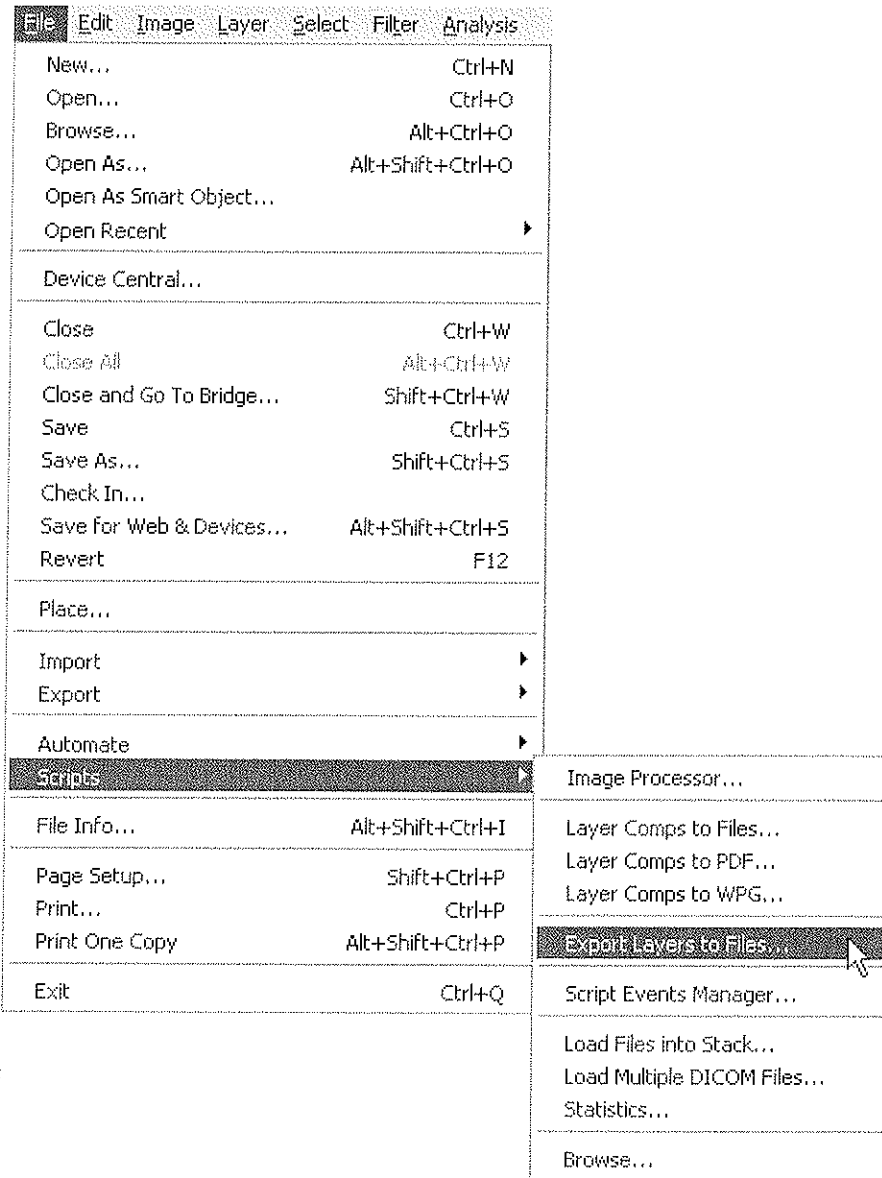 File Edit Image Layer Select Filter Analysis
New... Ctrl+N
Open... Ctrl+O
Browse... Alt+Ctrl+O
Open As... Alt+Shift+Ctrl+O
Open As Smart Object...
Open Recent
Device Central...
Close Ctrl+W
Close All Alt+Ctrl+W
Close and Go To Bridge... Shift+Ctrl+W
Save Ctrl+S
Save As... Shift+Ctrl+S
Check In...
Save for Web & Devices... Alt+Shift+Ctrl+S
Revert F12
Place...
Import
Export
Automate
Scripts
File Info... Alt+Shift+Ctrl+I
Page Setup... Shift+Ctrl+P
Print... Ctrl+P
Print One Copy Alt+Shift+Ctrl+P
Exit Ctrl+Q
Image Processor...
Layer Comps to Files...
Layer Comps to PDF...
Layer Comps to WPG...
Export Layers to Files...
Script Events Manager...
Load Files into Stack...
Load Multiple DICOM Files...
Statistics...
Browse...